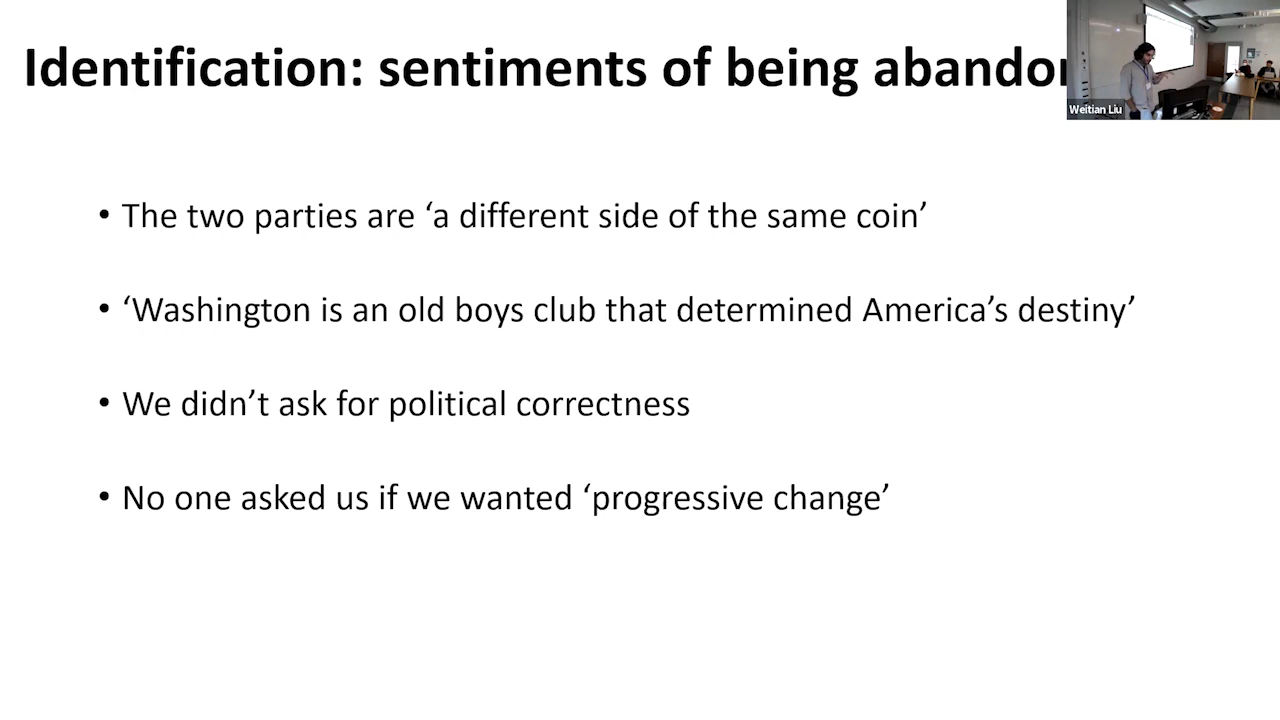 Identification: sentiments of being
Weitian Liu
• The two parties are ‘a different side of the same coin’
• ‘Washington is an old boys club that determined America’s destiny’
• We didn’t ask for political correctness
• No one asked us if we wanted ‘progressive change’